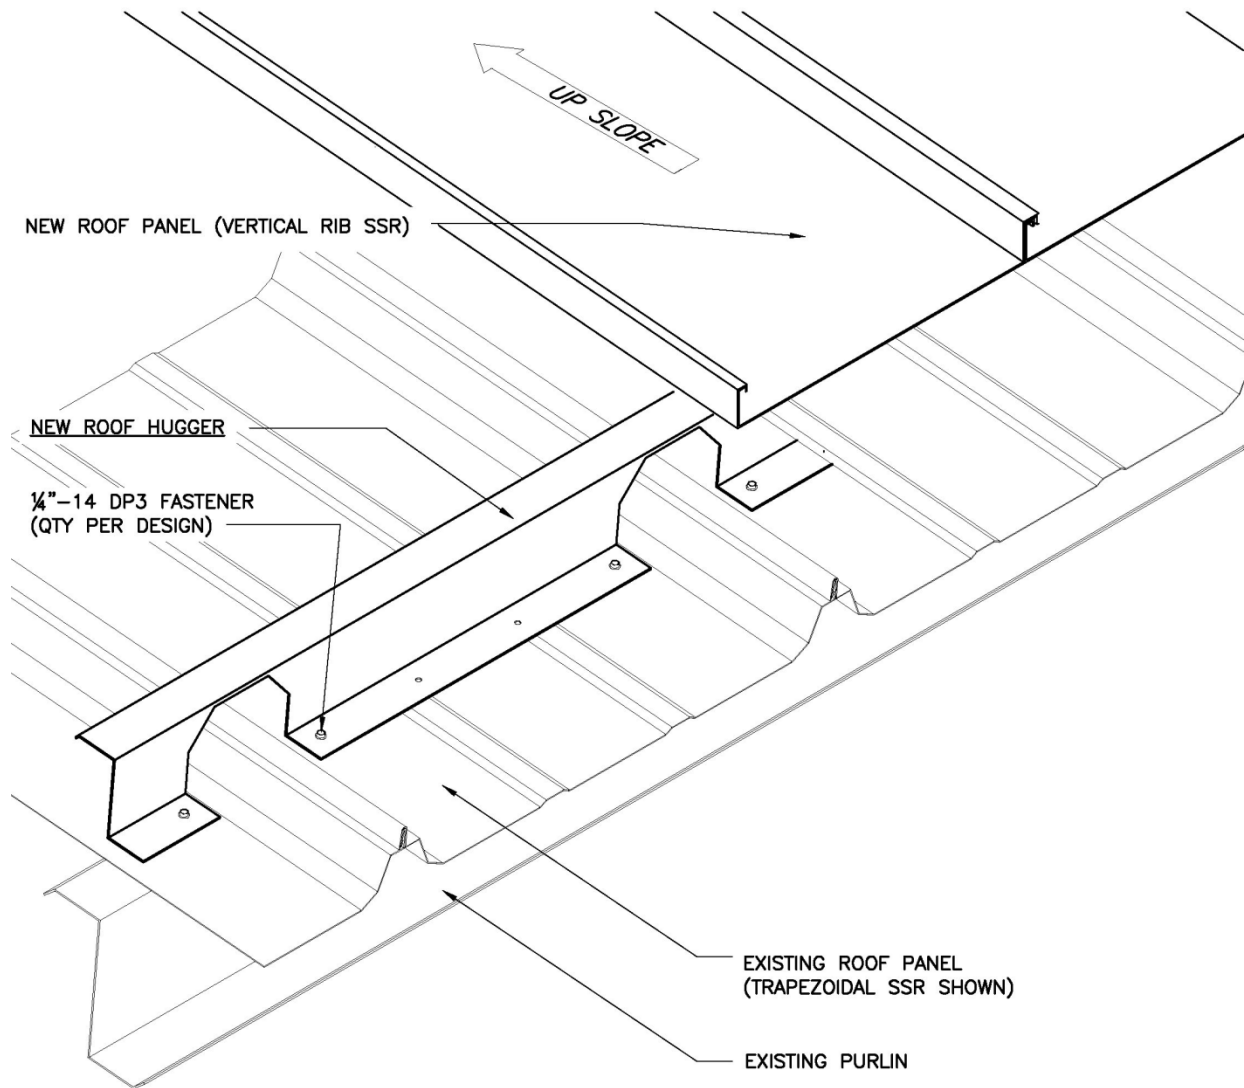 UP SLOPE
NEW ROOF PANEL (VERTICAL RIB SSR)
NEW ROOF HUGGER
¼"-14 DP3 FASTENER
(QTY PER DESIGN)
EXISTING ROOF PANEL
(TRAPEZOIDAL SSR SHOWN)
EXISTING PURLIN